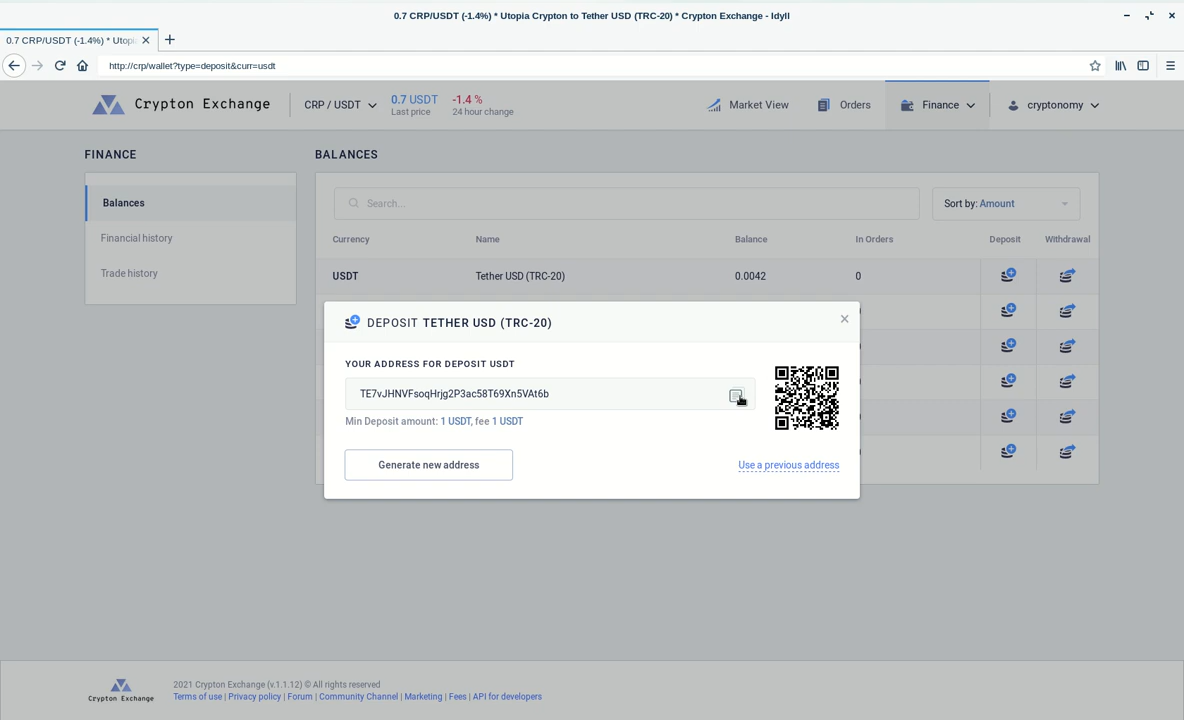 0.7 CRP/USDT (-1.4%) * Utopia Crypton to Tether USD (TRC-20) * Crypton Exchange - Idyll
0.7 CRP/USDT (-1.4%) * Utopi
http://crp/wallet?type=deposit&curr=usdt
Crypton Exchange
CRP / USDT
0.7 USDT
Last price
-1.4 %
24 hour change
Market View
Orders
Finance
cryptonomy
FINANCE
Balances
Financial history
Trade history
BALANCES
Search...
Sort by: Amount
Currency Name Balance In Orders Deposit Withdrawal
USDT Tether USD (TRC-20) 0.0042 0
DEPOSIT TETHER USD (TRC-20)
YOUR ADDRESS FOR DEPOSIT USDT
TE7vJHNVFsoqHrjg2P3ac58T69Xn5VAt6b
Min Deposit amount: 1 USDT, fee 1 USDT
Generate new address
Use a previous address
Crypton Exchange
2021 Crypton Exchange (v.1.1.12) © All rights reserved
Terms of use | Privacy policy | Forum | Community Channel | Marketing | Fees | API for developers